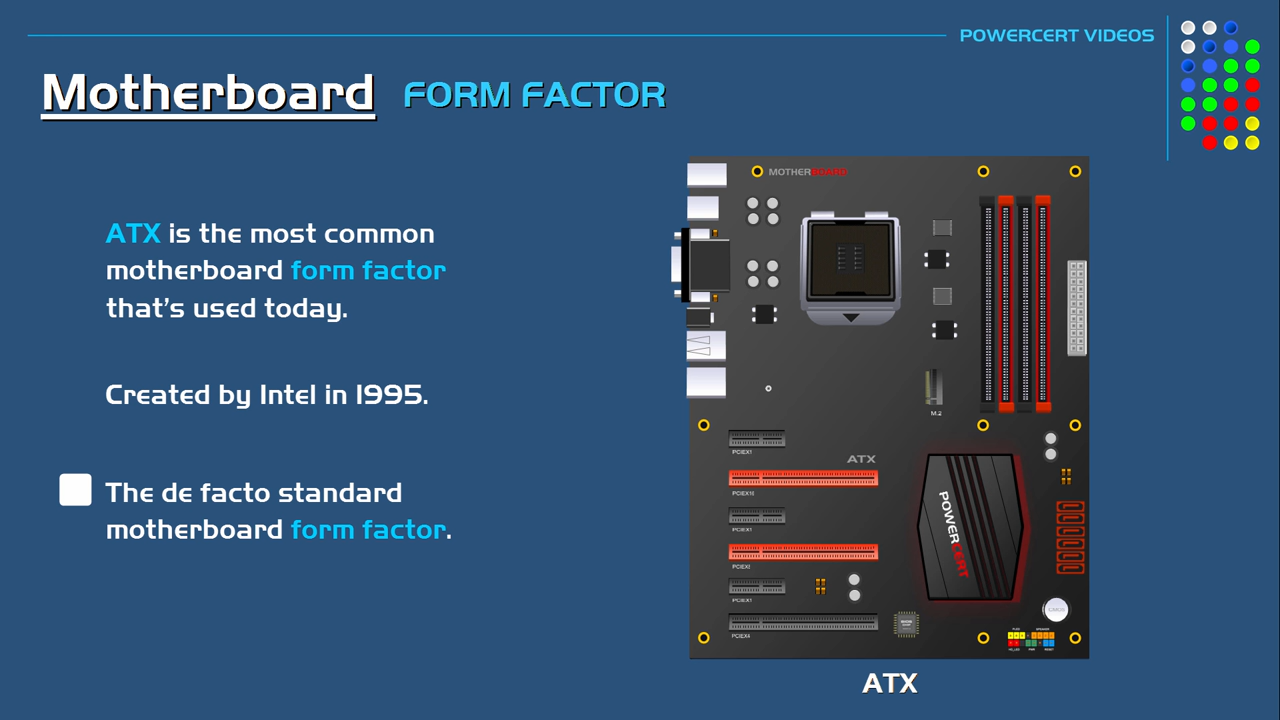 POWERCERT VIDEOS
Motherboard FORM FACTOR
MOTHERBOARD
ATX is the most common
motherboard form factor
that's used today.
Created by Intel in 1995.
The de facto standard
motherboard form factor.
M.2
PCIEX1
ATX
PCIEX16
PCIEX1
POWERCERT
PCIEX1
CMOS
PCIEX4
ATX